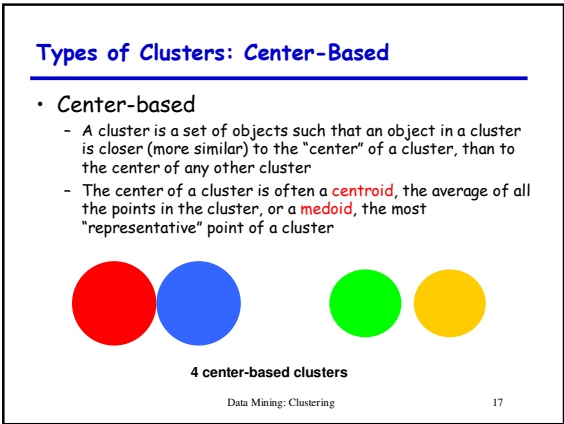 Types of Clusters: Center-Based
• Center-based
– A cluster is a set of objects such that an object in a cluster
is closer (more similar) to the “center” of a cluster, than to
the center of any other cluster
– The center of a cluster is often a centroid, the average of all
the points in the cluster, or a medoid, the most
“representative” point of a cluster
4 center-based clusters
Data Mining: Clustering 17